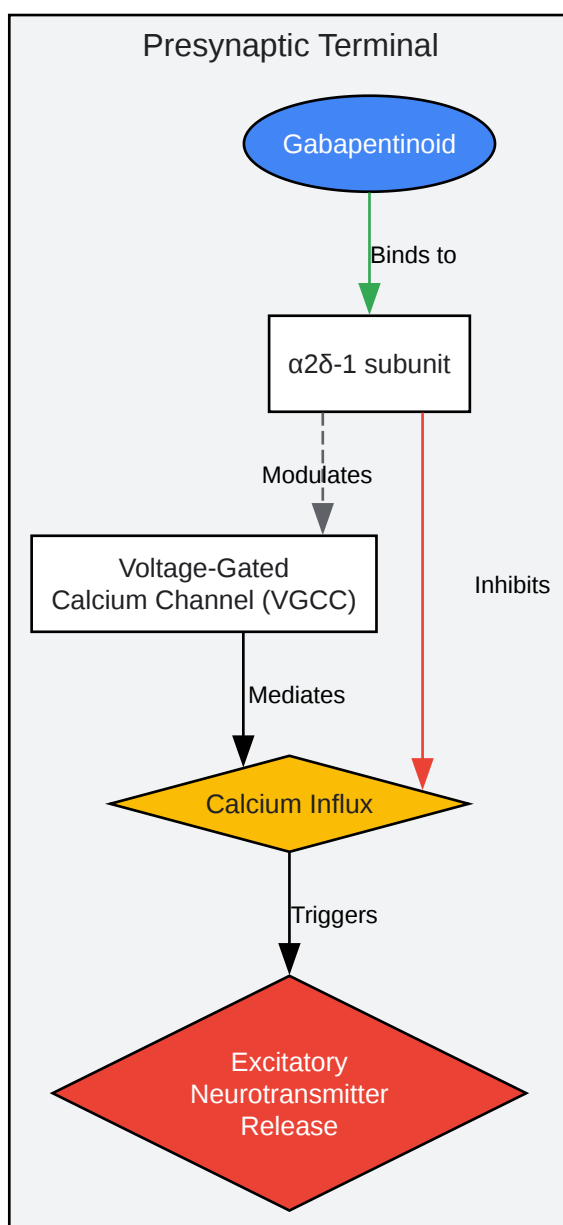 Presynaptic Terminal
Gabapentinoid
Binds to
α2δ-1 subunit
Modulates
Voltage-Gated
Calcium Channel (VGCC)
Inhibits
Mediates
Calcium Influx
Triggers
Excitatory
Neurotransmitter
Release